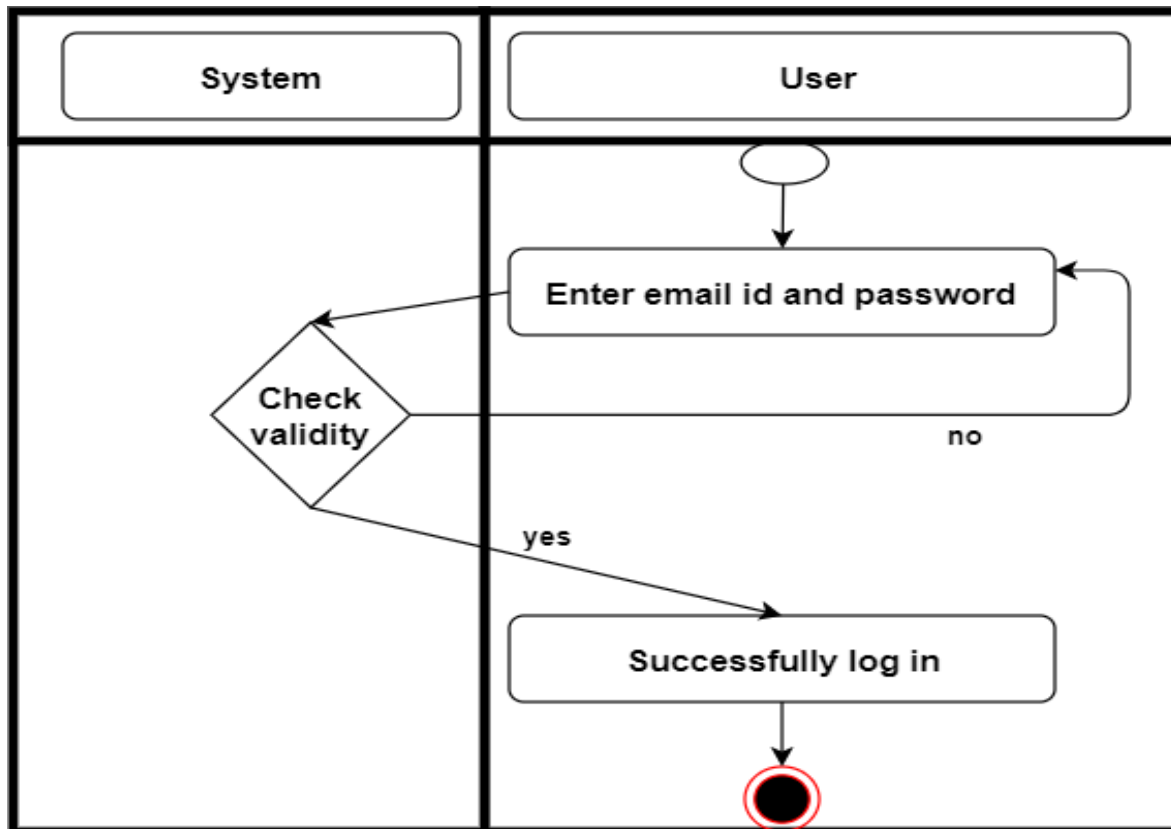 System
User
Enter email id and password
Check
validity
no
yes
Successfully log in